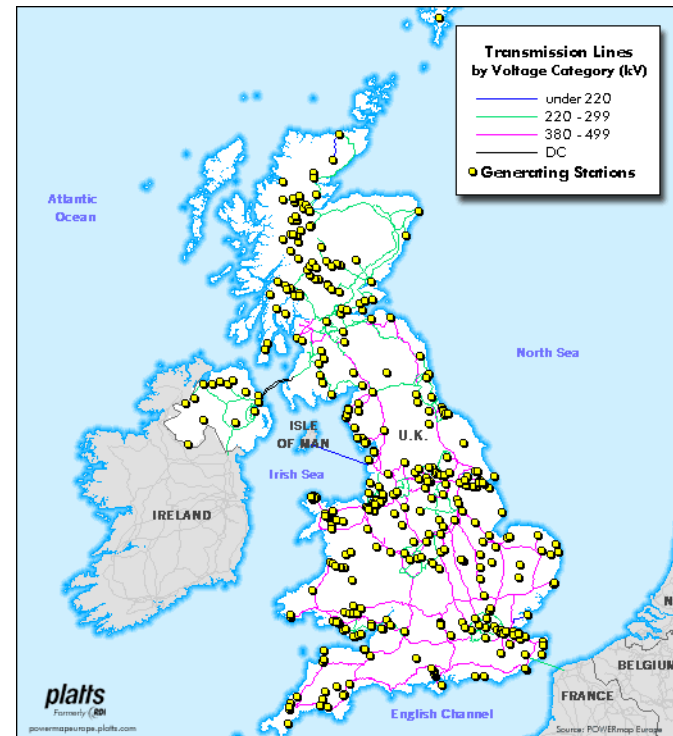 Transmission Lines
by Voltage Category (kV)
under 220
220 - 299
380 - 499
DC
Generating Stations
Atlantic
Ocean
North Sea
ISLE
OF MAN
U.K.
Irish Sea
IRELAND
N
BELGIUM
FRANCE
English Channel
platts
Formerly RDI
powermapeurope.platts.com
Source: POWERmap Europe